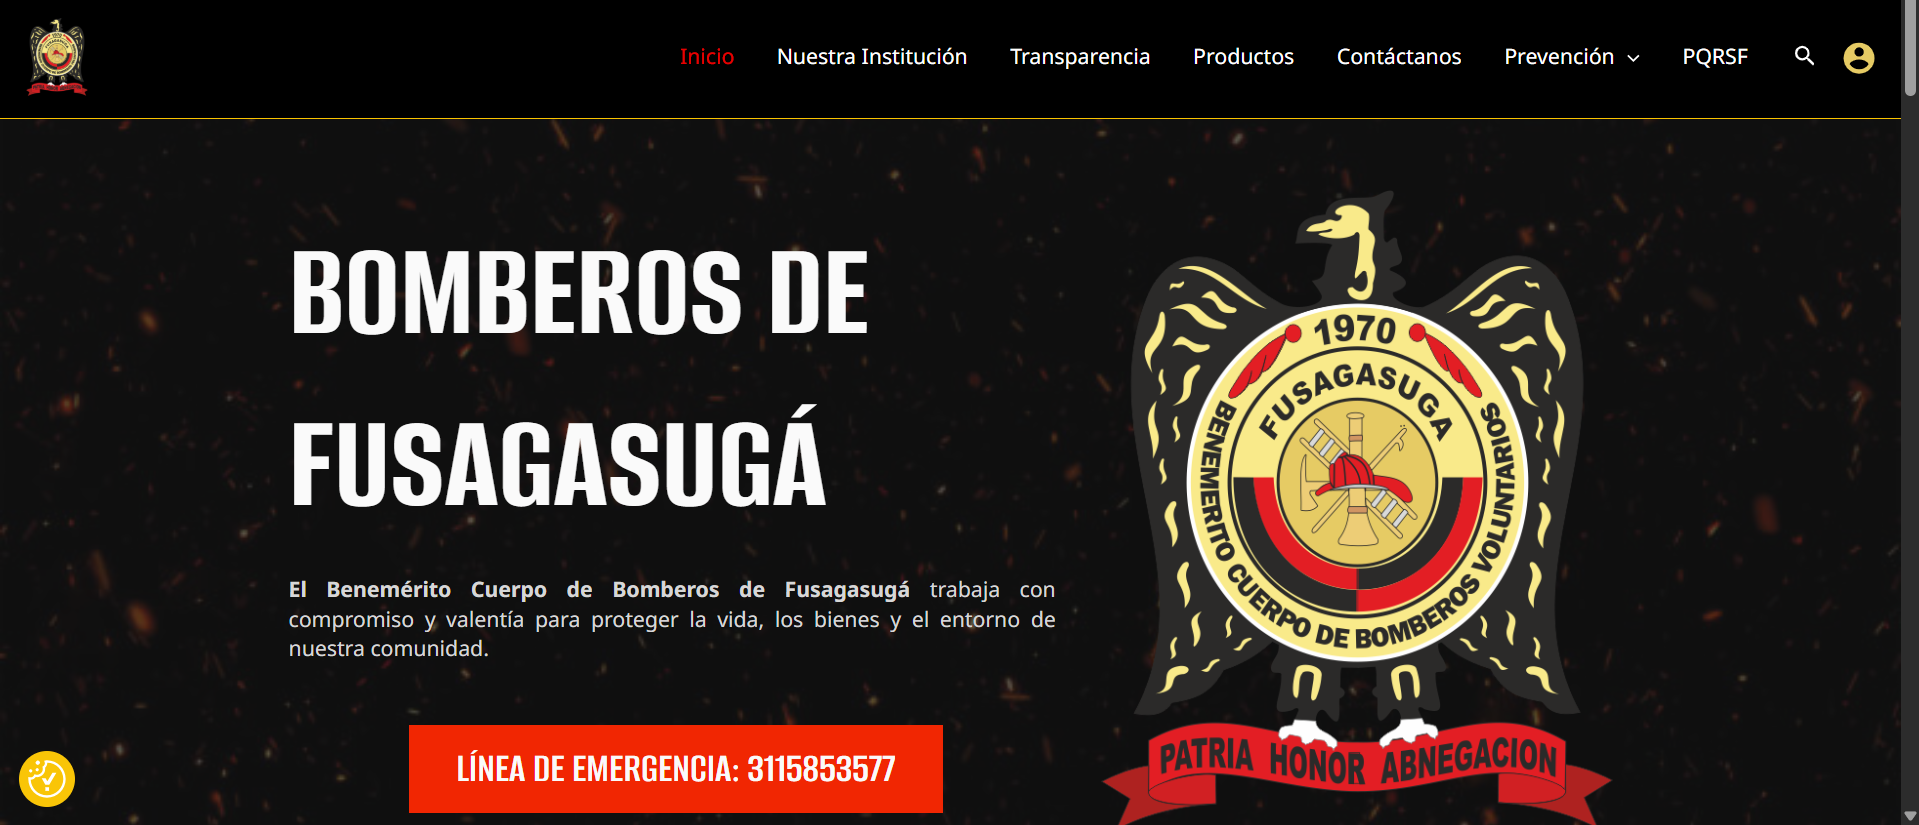 Inicio Nuestra Institución Transparencia Productos Contáctanos Prevención PQRSF
BOMBEROS DE
FUSAGASUGÁ
El Benemérito Cuerpo de Bomberos de Fusagasugá trabaja con
compromiso y valentía para proteger la vida, los bienes y el entorno de
nuestra comunidad.
LÍNEA DE EMERGENCIA: 3115853577
1970
FUSAGASUGA
BENEMERITO CUERPO DE BOMBEROS VOLUNTARIOS
PATRIA HONOR ABNEGACION